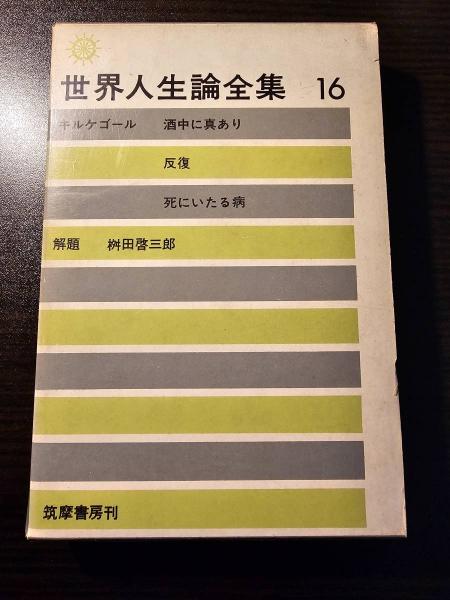 世界人生論全集 16
キルケゴール 酒中に真あり
反復
死にいたる病
解題 桝田啓三郎
筑摩書房刊